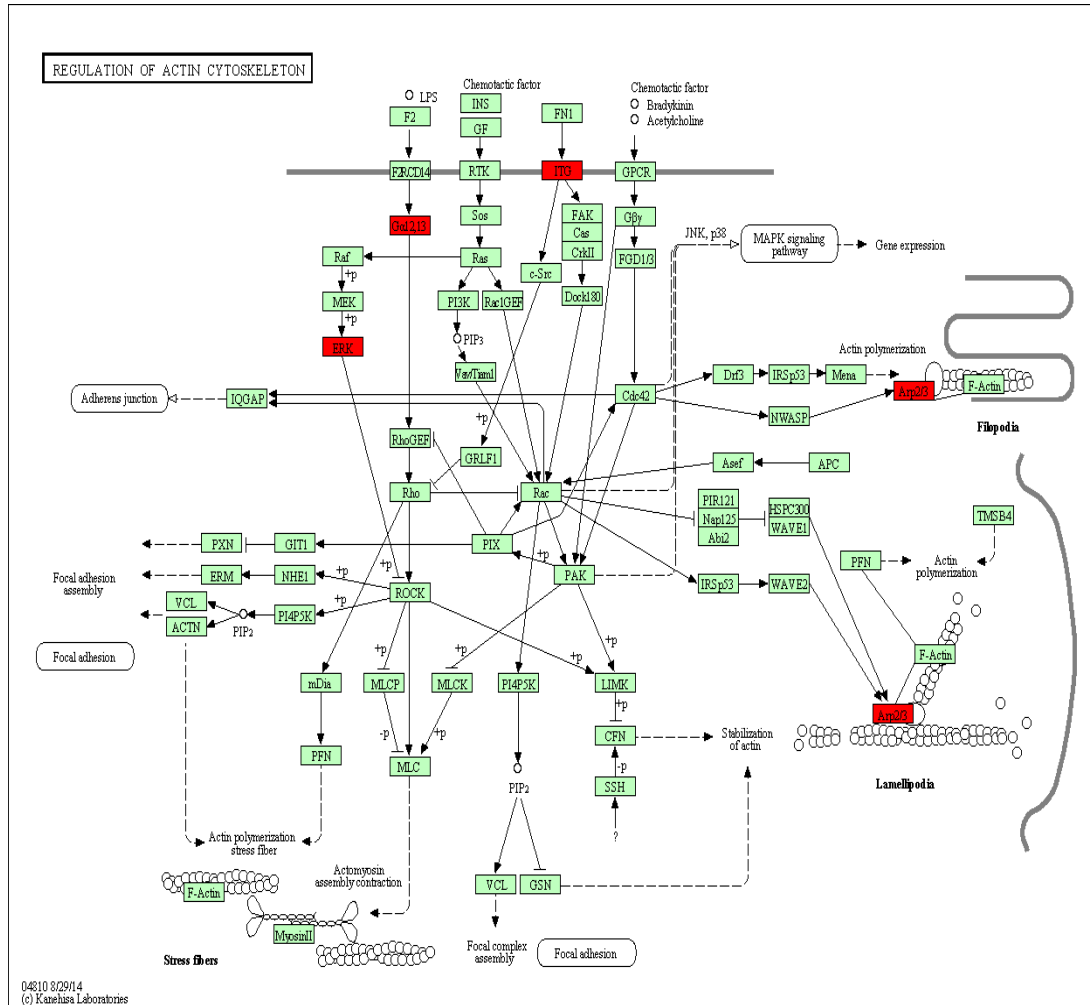 REGULATION OF ACTIN CYTOSKELETON
Chemotactic factor
Chemotactic factor
LPS
INS
Bradykinin
F2
FN1
Acetylcholine
GF
F2R
CD14
RTK
ITG
GPCR
Gα12,13
Sos
FAK
Gβγ
Cas
JNK, p38
MAPK signaling
pathway
Gene expression
Raf
Ras
CrkII
FGD1/3
+p
c-Src
MEK
PI3K
Rac1GEF
Dock180
+p
ERK
PIP3
Actin polymerization
Vav/Tiam1
Drf3
IRSp53
Mena
Arp2/3
F-Actin
Adherens junction
IQGAP
Cdc42
+p
NWASP
Filopodia
RhoGEF
GRLF1
Asef
APC
Rho
Rac
PIR121
Nap125
Abi2
HSPC300
WAVE1
TMSB4
PXN
GIT1
PIX
+p
PFN
Actin
polymerization
Focal adhesion
assembly
ERM
NHE1
+p
+p
PAK
IRSp53
WAVE2
ROCK
VCL
ACTN
PIP2
PI4P5K
+p
Focal adhesion
+p
+p
+p
+p
F-Actin
mDia
MLCP
MLCK
PI4P5K
LIMK
+p
Arp2/3
-p
+p
CFN
Stabilization
of actin
PFN
MLC
-p
PIP2
SSH
Lamellipodia
?
Actin polymerization
stress fiber
Actomyosin
assembly contraction
F-Actin
VCL
GSN
MyosinII
Focal complex
assembly
Focal adhesion
Stress fibers
04810 8/29/14
(c) Kanehisa Laboratories